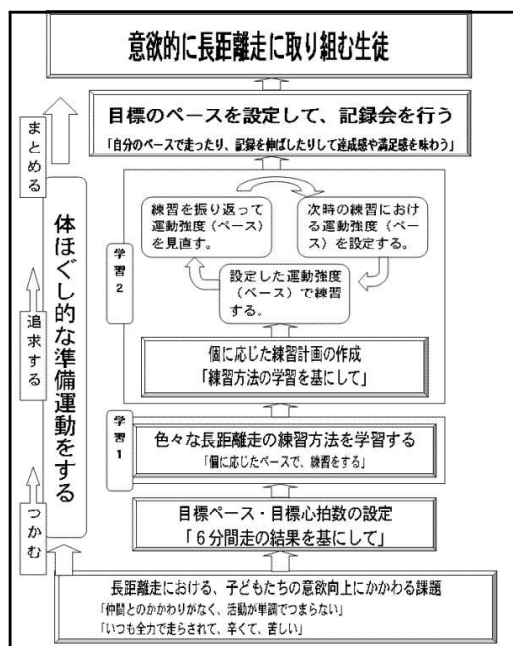 意欲的に長距離走に取り組む生徒
目標のペースを設定して、記録会を行う
「自分のペースで走ったり、記録を伸ばしたりして達成感や満足感を味わう」
練習を振り返って
運動強度（ペース）
を見直す。
次時の練習におけ
る運動強度（ペー
ス）を設定する。
設定した運動強度
（ペース）で練習
する。
学習2
個に応じた練習計画の作成
「練習方法の学習を基にして」
学習1
色々な長距離走の練習方法を学習する
「個に応じたペースで、練習をする」
目標ペース・目標心拍数の設定
「６分間走の結果を基にして」
長距離走における、子どもたちの意欲向上にかかわる課題
「仲間とのかかわりがなく、活動が単調でつまらない」
「いつも全力で走らされて、辛くて、苦しい」
体ほぐし的な準備運動をする
まとめる
追求する
つかむ